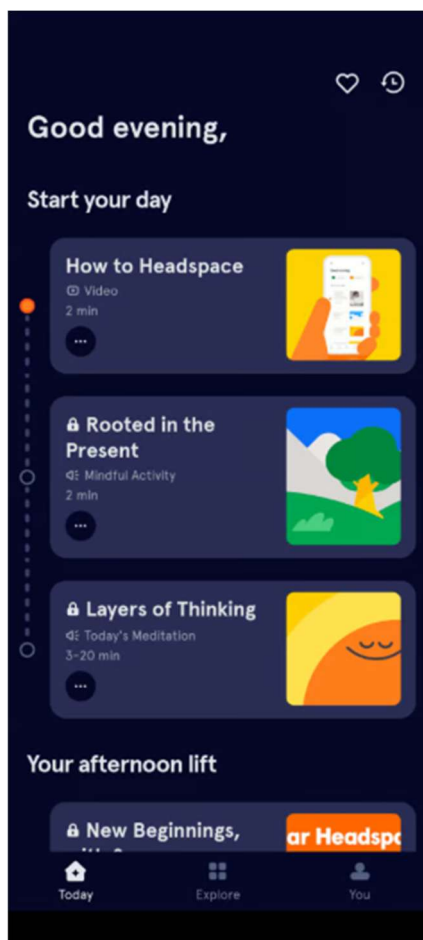 Good evening,
Start your day
How to Headspace
Video
2 min
Rooted in the
Present
Mindful Activity
2 min
Layers of Thinking
Today's Meditation
3-20 min
Your afternoon lift
New Beginnings,
ar Headspc
Today
Explore
You